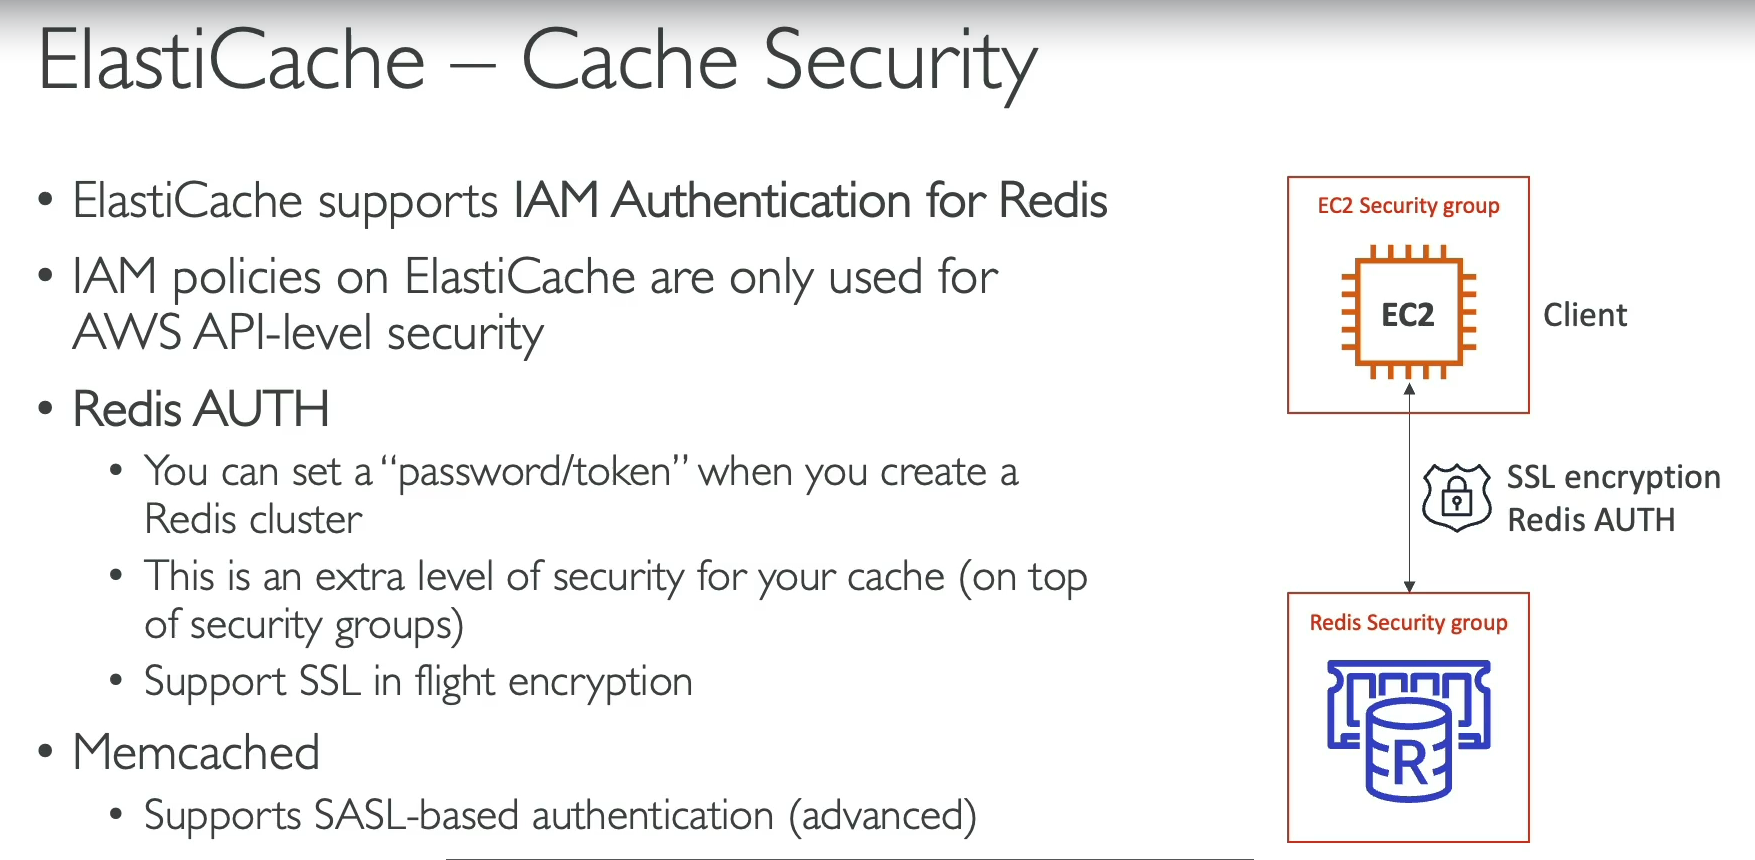 ElastiCache – Cache Security
• ElastiCache supports IAM Authentication for Redis
• IAM policies on ElastiCache are only used for
AWS API-level security
• Redis AUTH
• You can set a “password/token” when you create a
Redis cluster
• This is an extra level of security for your cache (on top
of security groups)
• Support SSL in flight encryption
• Memcached
• Supports SASL-based authentication (advanced)
EC2 Security group
EC2
Client
SSL encryption
Redis AUTH
Redis Security group
R